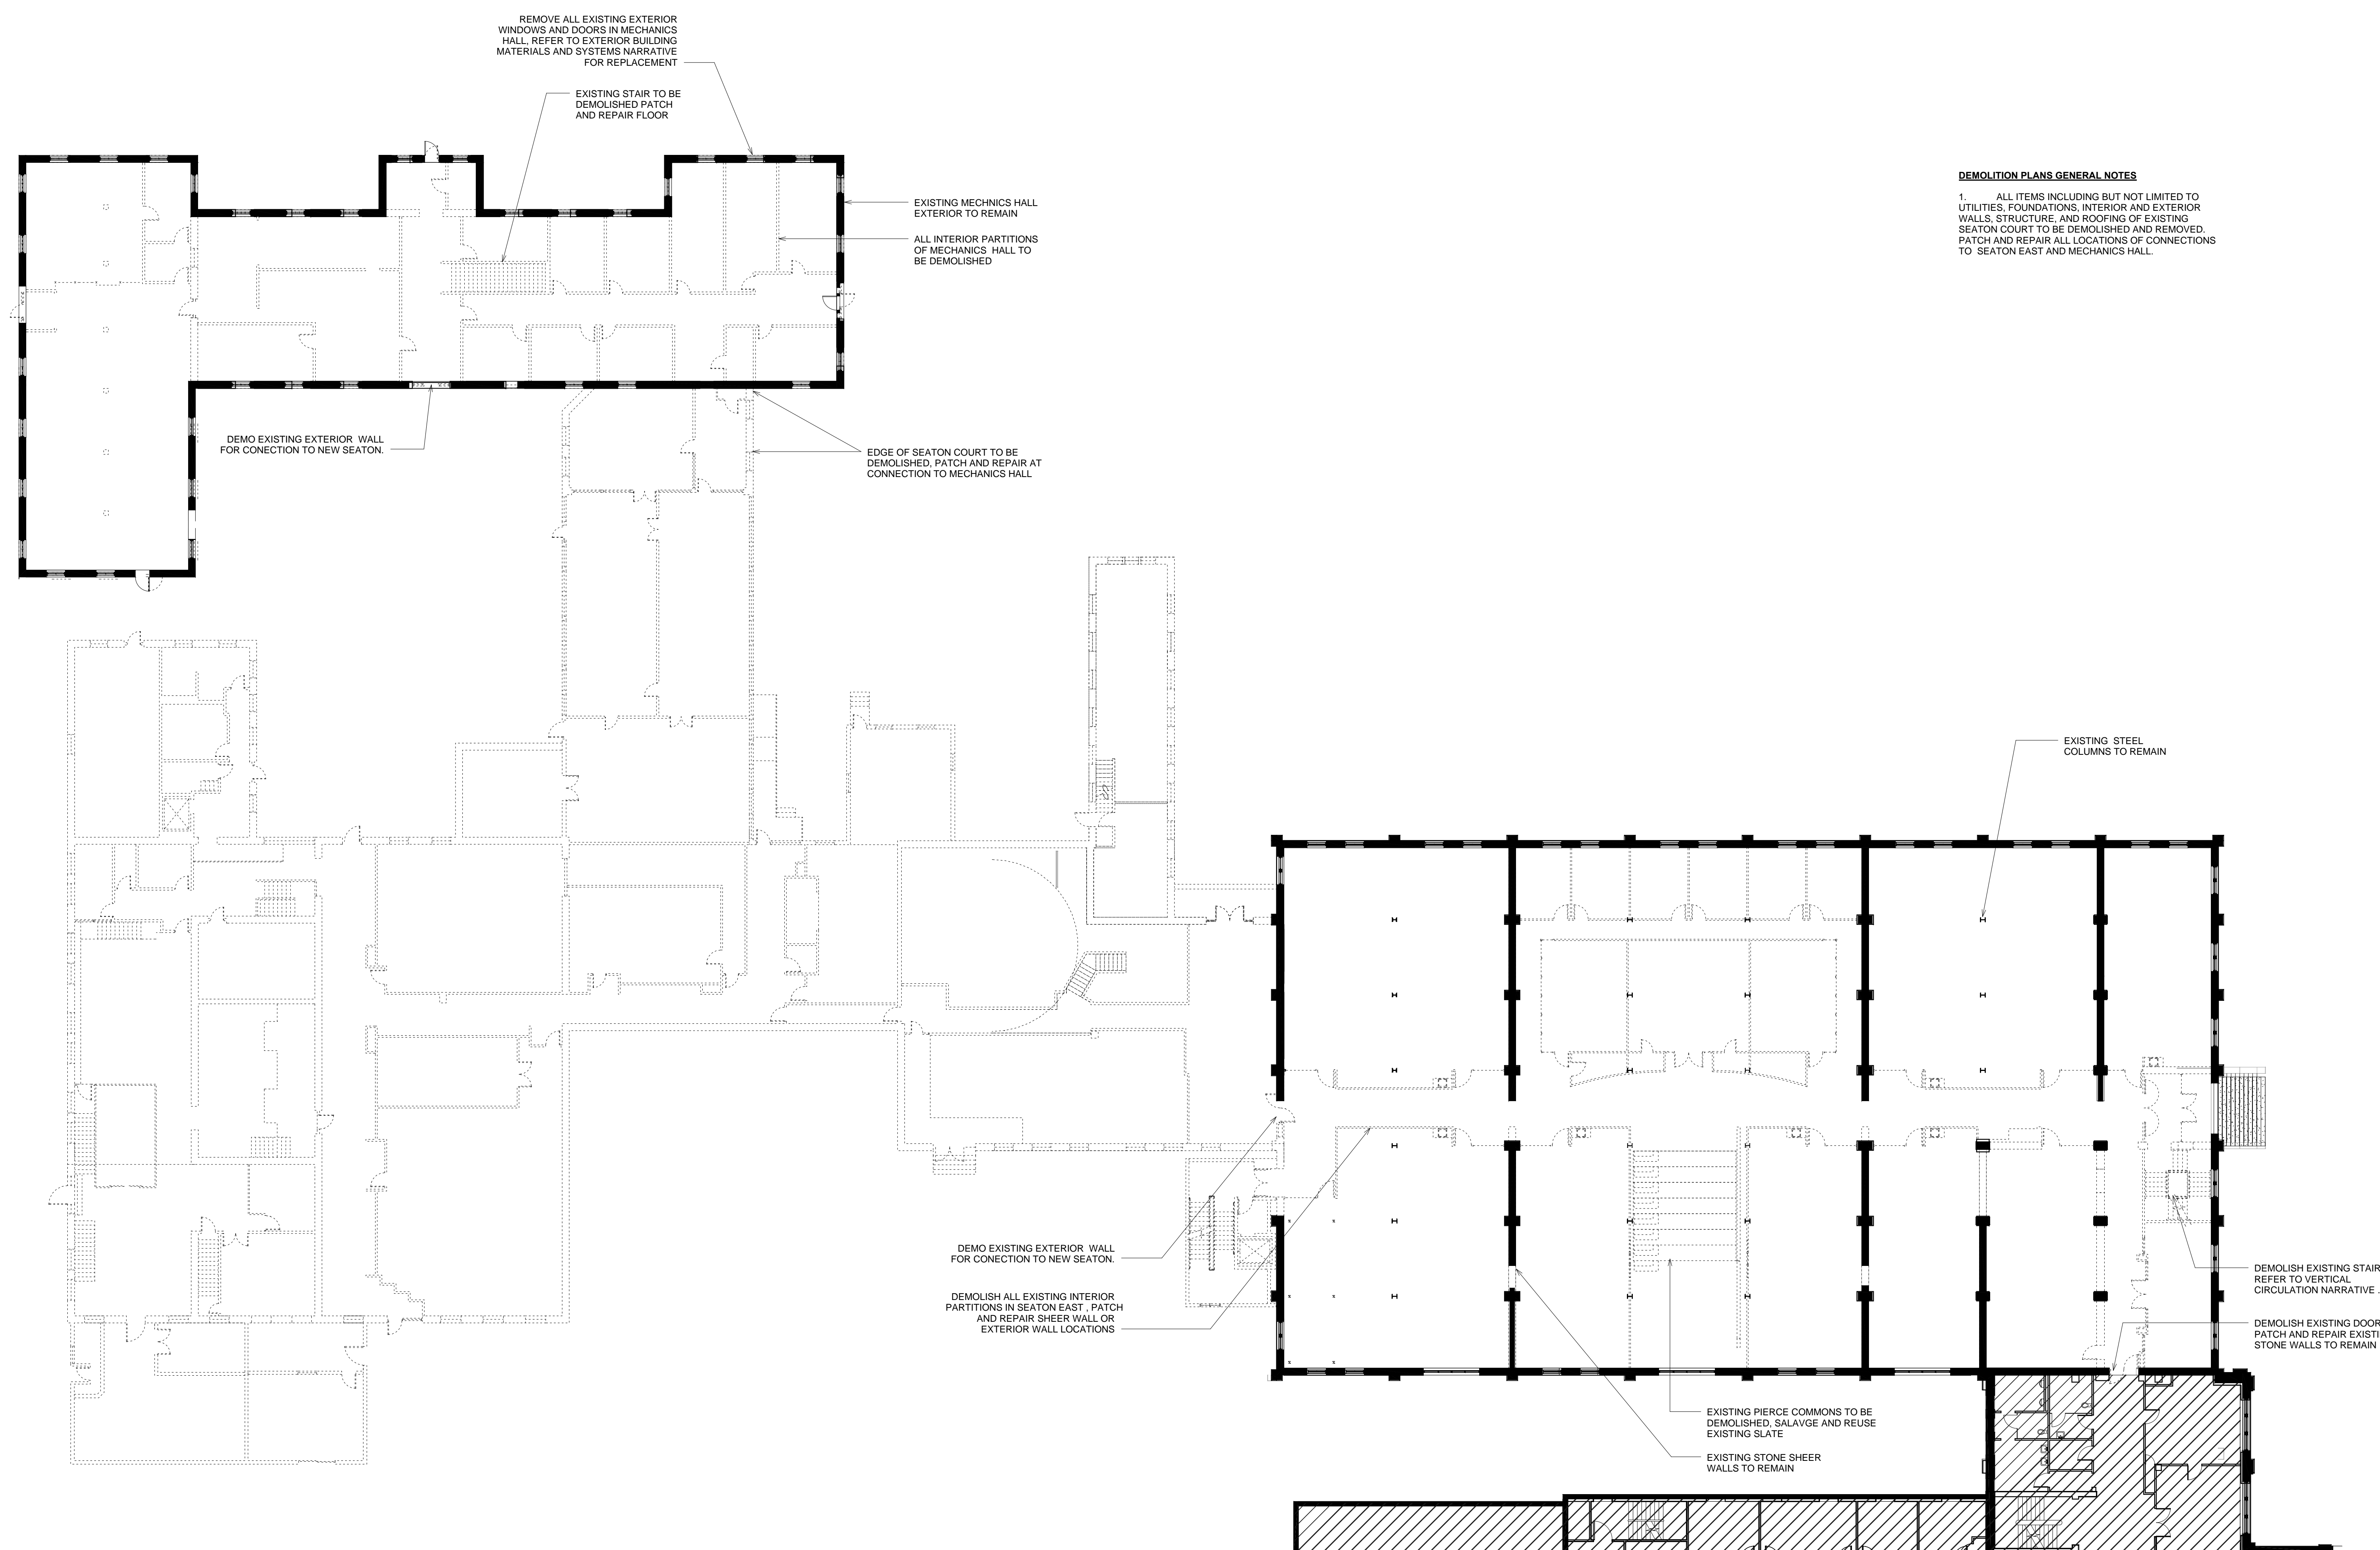 REMOVE ALL EXISTING EXTERIOR
WINDOWS AND DOORS IN MECHANICS
HALL, REFER TO EXTERIOR BUILDING
MATERIALS AND SYSTEMS NARRATIVE
FOR REPLACEMENT
EXISTING STAIR TO BE
DEMOLISHED PATCH
AND REPAIR FLOOR
EXISTING MECHNICS HALL
EXTERIOR TO REMAIN
ALL INTERIOR PARTITIONS
OF MECHANICS HALL TO
BE DEMOLISHED
DEMOLITION PLANS GENERAL NOTES
1. ALL ITEMS INCLUDING BUT NOT LIMITED TO
UTILITIES, FOUNDATIONS, INTERIOR AND EXTERIOR
WALLS, STRUCTURE, AND ROOFING OF EXISTING
SEATON COURT TO BE DEMOLISHED AND REMOVED.
PATCH AND REPAIR ALL LOCATIONS OF CONNECTIONS
TO SEATON EAST AND MECHANICS HALL.
DEMO EXISTING EXTERIOR WALL
FOR CONECTION TO NEW SEATON.
EDGE OF SEATON COURT TO BE
DEMOLISHED, PATCH AND REPAIR AT
CONNECTION TO MECHANICS HALL
EXISTING STEEL
COLUMNS TO REMAIN
DEMO EXISTING EXTERIOR WALL
FOR CONECTION TO NEW SEATON.
DEMOLISH ALL EXISTING INTERIOR
PARTITIONS IN SEATON EAST , PATCH
AND REPAIR SHEER WALL OR
EXTERIOR WALL LOCATIONS
DEMOLISH EXISTING STAIR
REFER TO VERTICAL
CIRCULATION NARRATIVE .
DEMOLISH EXISTING DOOR
PATCH AND REPAIR EXISTI
STONE WALLS TO REMAIN
EXISTING PIERCE COMMONS TO BE
DEMOLISHED, SALAVGE AND REUSE
EXISTING SLATE
EXISTING STONE SHEER
WALLS TO REMAIN